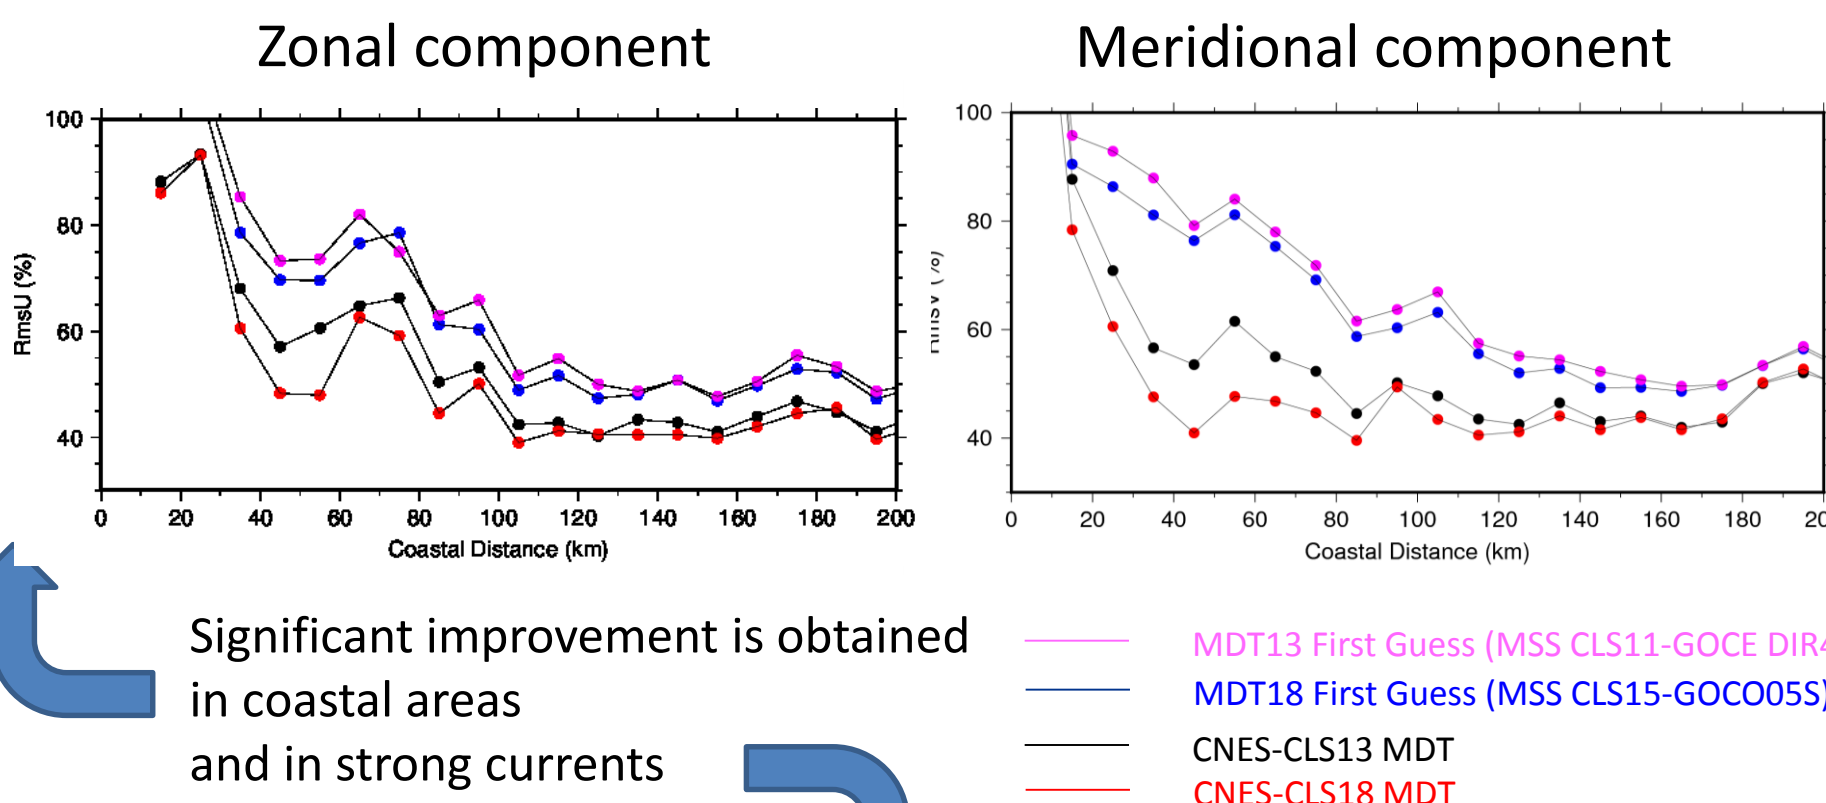 Zonal component
Meridional component
100
80
60
40
RmsU (%)
0 20 40 60 80 100 120 140 160 180 200
Coastal Distance (km)
100
80
60
40
0 20 40 60 80 100 120 140 160 180 20
Coastal Distance (km)
Significant improvement is obtained
in coastal areas
and in strong currents
MDT13 First Guess (MSS CLS11-GOCE DIR4
MDT18 First Guess (MSS CLS15-GOCO05S)
CNES-CLS13 MDT
CNES-CLS18 MDT